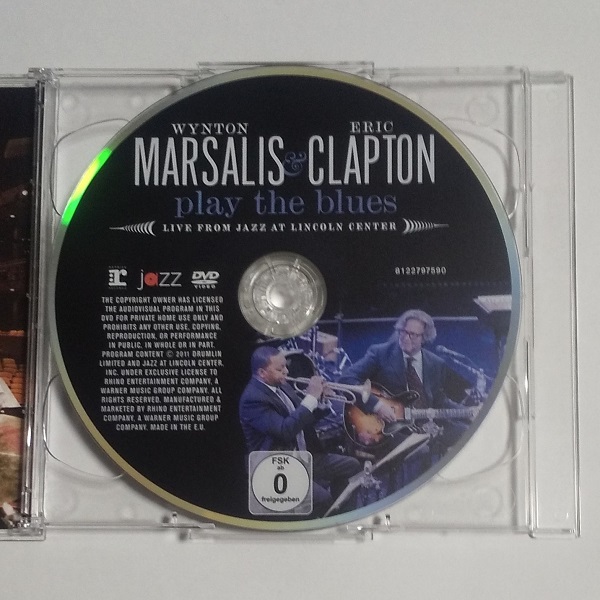 WYNTON ERIC
MARSALIS & CLAPTON
play the blues
LIVE FROM JAZZ AT LINCOLN CENTER
r jazz DVD
VIDEO
8122797590
THE COPYRIGHT OWNER HAS LICENSED
THE AUDIOVISUAL PROGRAM IN THIS
DVD FOR PRIVATE HOME USE ONLY AND
PROHIBITS ANY OTHER USE, COPYING,
REPRODUCTION, OR PERFORMANCE
IN PUBLIC, IN WHOLE OR IN PART.
PROGRAM CONTENT Ⓒ 2011 DRUMLIN
LIMITED AND JAZZ AT LINCOLN CENTER,
INC. UNDER EXCLUSIVE LICENSE TO
RHINO ENTERTAINMENT COMPANY, A
WARNER MUSIC GROUP COMPANY. ALL
RIGHTS RESERVED. MANUFACTURED &
MARKETED BY RHINO ENTERTAINMENT
COMPANY, A WARNER MUSIC GROUP
COMPANY. MADE IN THE E.U.
FSK
ab
0
freigegeben